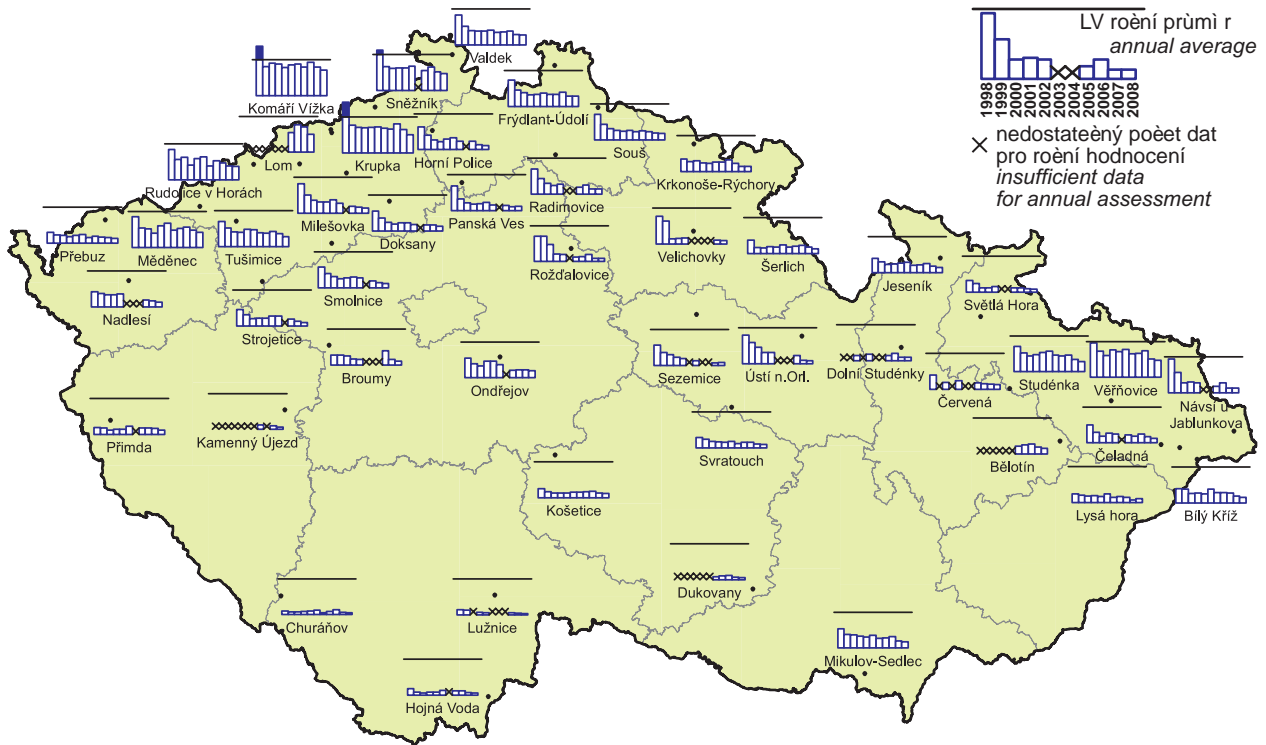 LV roèní prùmì r
annual average
1998
1999
2000
2001
2002
2003
2004
2005
2006
2007
2008
nedostateèný poèet dat
pro roèní hodnocení
insufficient data
for annual assessment
Valdek
Komáří Vížka
Sněžník
Frýdlant-Údolí
Souš
Lom
Krupka
Horní Police
Rudolice v Horách
Krkonoše-Rýchory
Milešovka
Panská Ves
Radimovice
Doksany
Přebuz
Měděnec
Tušimice
Rožďalovice
Velichovky
Šerlich
Jeseník
Nadlesí
Smolnice
Světlá Hora
Strojetice
Broumy
Ondřejov
Sezemice
Ústí n.Orl.
Dolní Studénky
Studénka
Věřňovice
Červená
Návsí u
Jablunkova
Přimda
Kamenný Újezd
Svratouch
Bělotín
Čeladná
Košetice
Lysá hora
Bílý Kříž
Dukovany
Churáňov
Lužnice
Mikulov-Sedlec
Hojná Voda